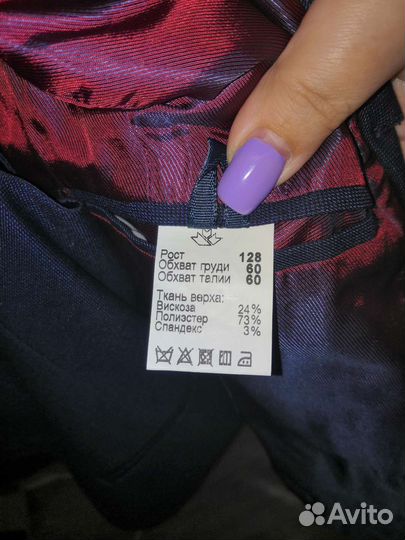 Рост 128
Обхват груди 60
Обхват талии 60
Ткань верха:
Вискоза 24%
Полиэстер 73%
Спандекс 3%
Avito